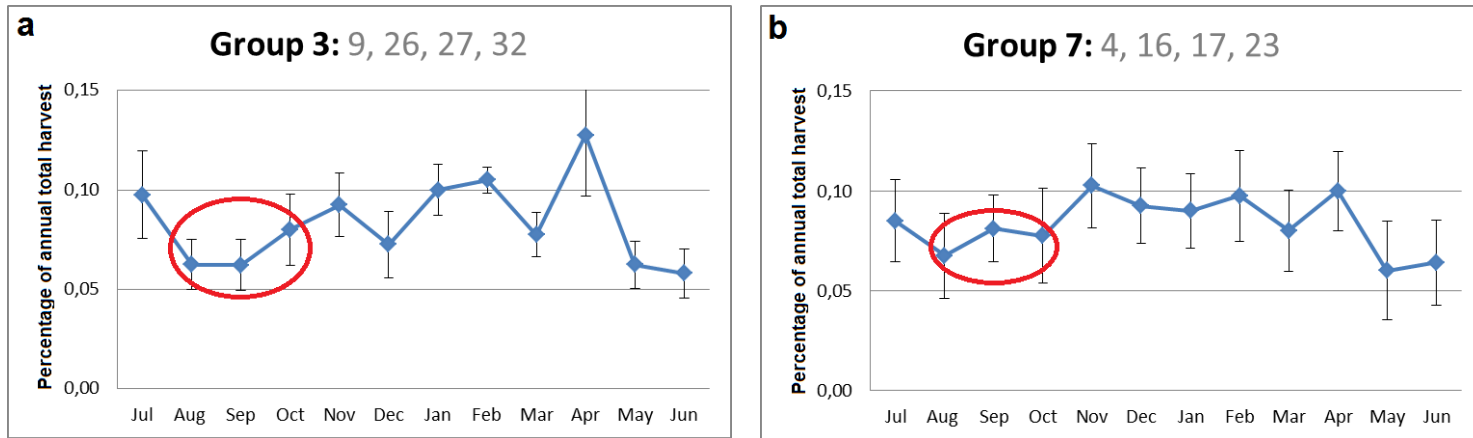 a
Group 3: 9, 26, 27, 32
Percentage of annual total harvest
0,15
0,10
0,05
0,00
Jul Aug Sep Oct Nov Dec Jan Feb Mar Apr May Jun
b
Group 7: 4, 16, 17, 23
Percentage of annual total harvest
0,15
0,10
0,05
0,00
Jul Aug Sep Oct Nov Dec Jan Feb Mar Apr May Jun